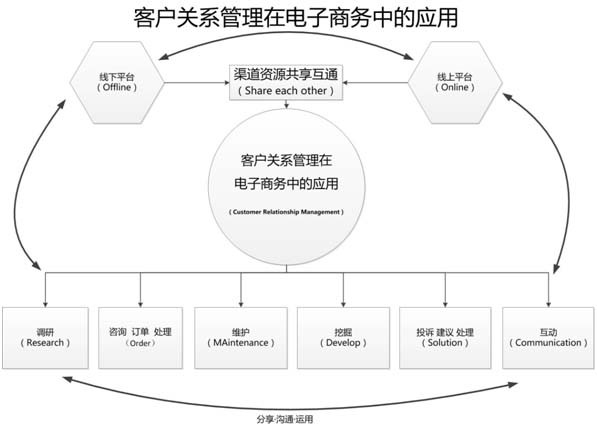 客户关系管理在电子商务中的应用
线下平台
（Offline）
渠道资源共享互通
（Share each other）
线上平台
（Online）
客户关系管理在
电子商务中的应用
（Customer Relationship Management）
调研
（Research）
咨询 订单 处理
（Order）
维护
（MAintenance）
挖掘
（Develop）
投诉 建议 处理
（Solution）
互动
（Communication）
分享·沟通·运用